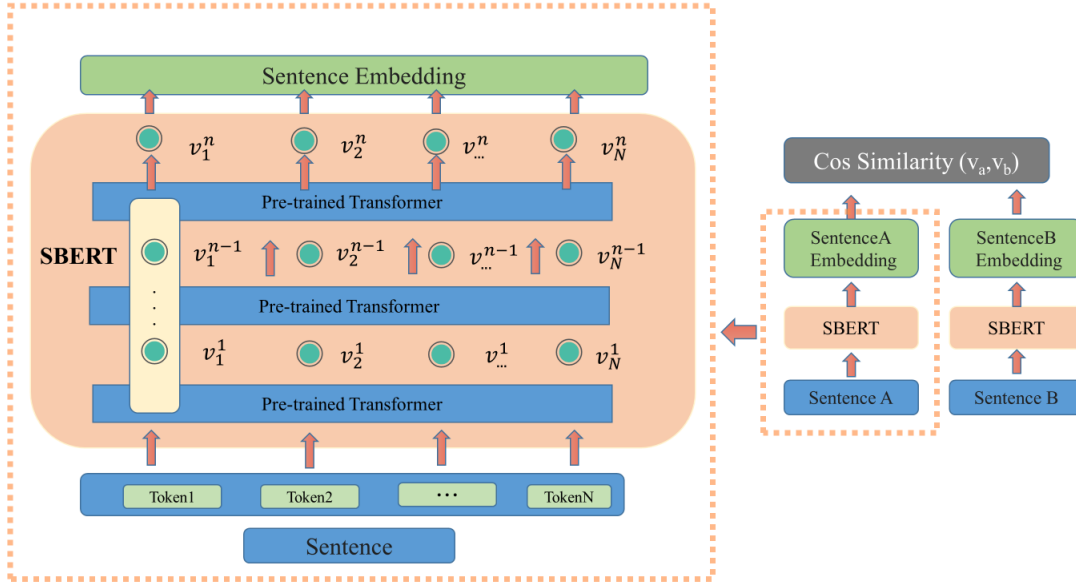 Sentence Embedding
v_1^n v_2^n v_...^n v_N^n
Pre-trained Transformer
SBERT
v_1^{n-1} v_2^{n-1} v_...^{n-1} v_N^{n-1}
Pre-trained Transformer
v_1^1 v_2^1 v_...^1 v_N^1
Pre-trained Transformer
Token1 Token2 ... TokenN
Sentence
Cos Similarity (v_a,v_b)
SentenceA
Embedding
SBERT
Sentence A
SentenceB
Embedding
SBERT
Sentence B